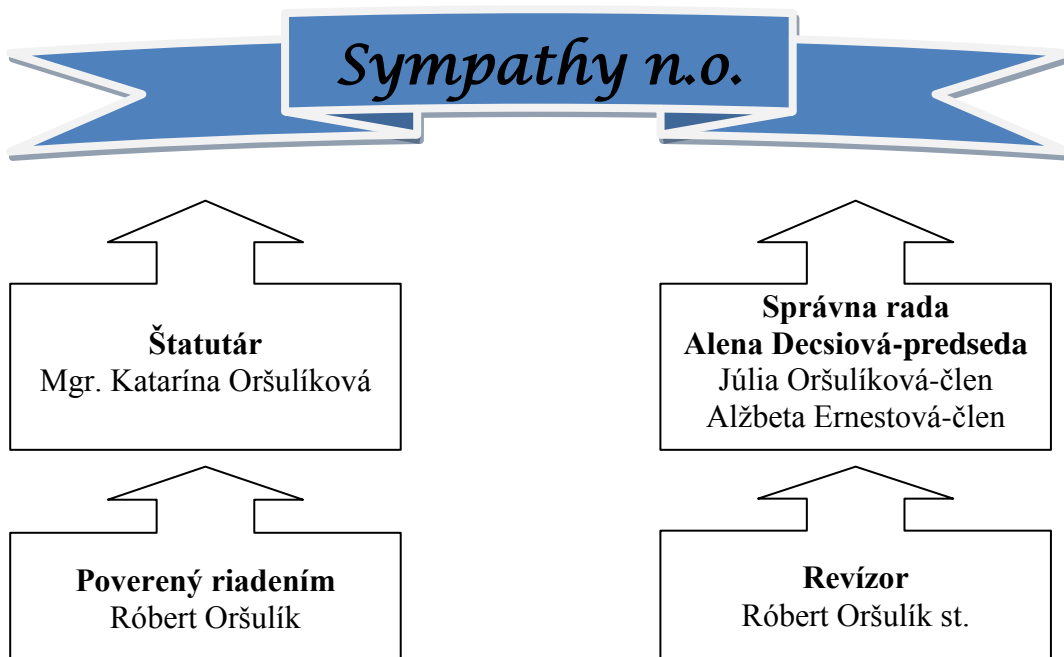 Sympathy n.o.
Štatutár
Mgr. Katarína Oršulíková
Správna rada
Alena Decsiová-predseda
Júlia Oršulíková-člen
Alžbeta Ernestová-člen
Poverený riadením
Róbert Oršulík
Revízor
Róbert Oršulík st.